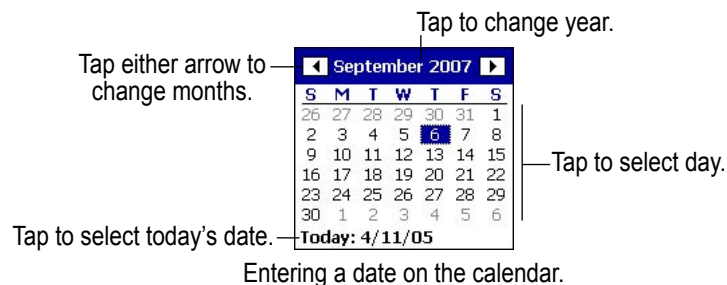 Tap to change year.
Tap either arrow to
change months.
September 2007
S M T W T F S
26 27 28 29 30 31 1
2 3 4 5 6 7 8
9 10 11 12 13 14 15
16 17 18 19 20 21 22
23 24 25 26 27 28 29
30 1 2 3 4 5 6
Tap to select day.
Tap to select today’s date.
Today: 4/11/05
Entering a date on the calendar.